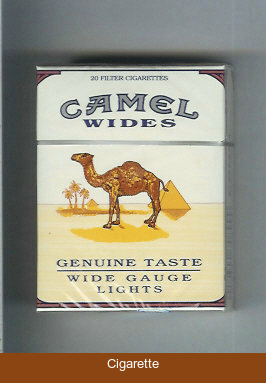 20 FILTER CIGARETTES
CAMEL
WIDES
GENUINE TASTE
WIDE GAUGE
LIGHTS
Cigarette